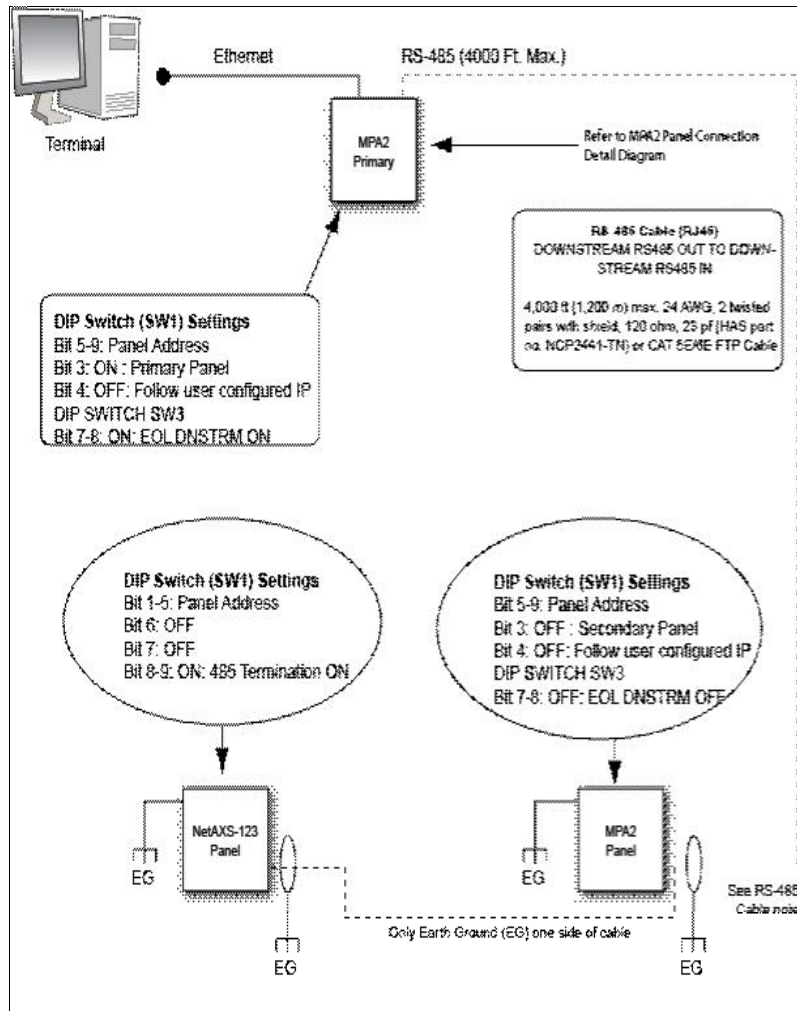 Ethernet
RS-485 (4000 Ft. Max.)
Terminal
MPA2
Primary
Refer to MPA2 Panel Connection
Detail Diagram
RS-485 Cable (RJ45)
DOWNSTREAM RS485 OUT TO DOWN-
STREAM RS485 IN
4,000 ft (1,200 m) max. 24 AWG, 2 twisted
pairs with shield, 120 ohm, 23 pf (HAS part
no. NCP2441-TN) or CAT 5E/6E FTP Cable
DIP Switch (SW1) Settings
Bit 5-9: Panel Address
Bit 3: ON : Primary Panel
Bit 4: OFF: Follow user configured IP
DIP SWITCH SW3
Bit 7-8: ON: EOL DNSTRM ON
DIP Switch (SW1) Settings
Bit 1-5: Panel Address
Bit 6: OFF
Bit 7: OFF
Bit 8-9: ON: 485 Termination ON
DIP Switch (SW1) Settings
Bit 5-9: Panel Address
Bit 3: OFF : Secondary Panel
Bit 4: OFF: Follow user configured IP
DIP SWITCH SW3
Bit 7-8: OFF: EOL DNSTRM OFF
NetAXS-123
Panel
MPA2
Panel
EG
EG
See RS-485
Cable note
Only Earth Ground (EG) one side of cable
EG
EG